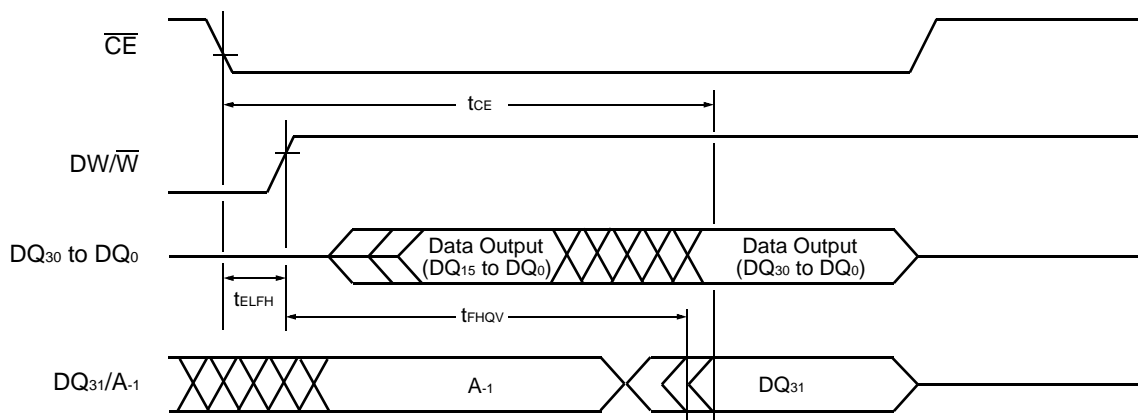 CE
tCE
DW/W
DQ30 to DQ0
Data Output
(DQ15 to DQ0)
Data Output
(DQ30 to DQ0)
tELFH
tFHQV
DQ31/A-1
A-1
DQ31